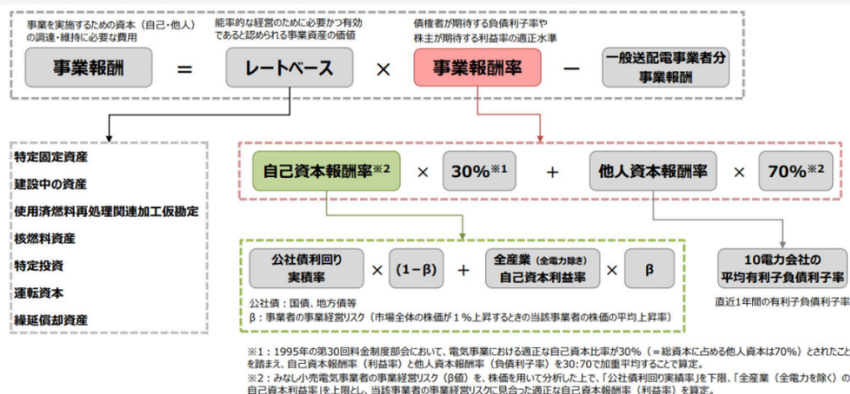 事業を実施するための資本（自己・他人）
の調達・維持に必要な費用
能率的な経営のために必要かつ有効
であると認められる事業資産の価値
債権者が期待する負債利子率や
株主が期待する利益率の適正水準
事業報酬 ＝ レートベース × 事業報酬率 － 一般送配電事業者分
事業報酬
特定固定資産
建設中の資産
使用済燃料再処理関連加工仮勘定
核燃料資産
特定投資
運転資本
繰延償却資産
自己資本報酬率※2 × 30%※1 ＋ 他人資本報酬率 × 70%※2
公社債利回り
実績率
× (1－β) ＋
全産業（全電力除き）
自己資本利益率
× β
公社債：国債、地方債等
β：事業者の事業経営リスク（市場全体の株価が１%上昇するときの当該事業者の株価の平均上昇率）
10電力会社の
平均有利子負債利子率
直近1年間の有利子負債利子率
※1：1995年の第30回料金制度部会において、電気事業における適正な自己資本比率が30%（＝総資本に占める他人資本は70%）とされたこと
を踏まえ、自己資本報酬率（利益率）と他人資本報酬率（負債利子率）を30:70で加重平均することで算定。
※2：みなし小売電気事業者の事業経営リスク（β値）を、株価を用いて分析した上で、「公社債利回り実績率」を下限、「全産業（全電力を除く）の
自己資本利益率」を上限とし、当該事業者の事業経営リスクに見合った適正な自己資本報酬率（利益率）を算定。